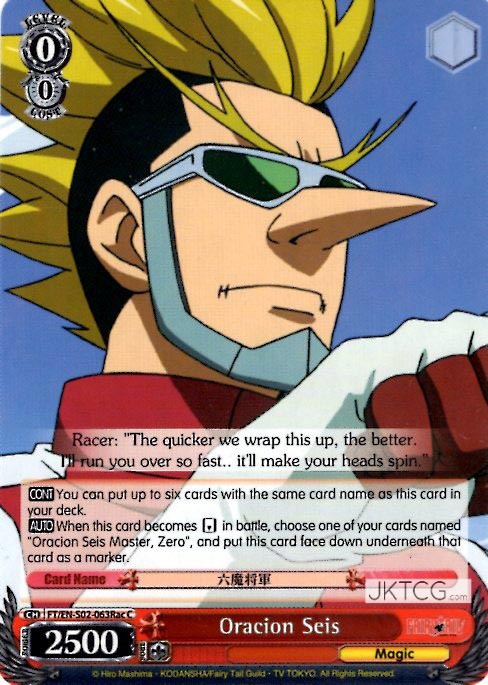 LEVEL
0
0
COST
Racer: "The quicker we wrap this up, the better.
I'll run you over so fast.. it'll make your heads spin."
CONT You can put up to six cards with the same card name as this card in
your deck.
AUTO When this card becomes in battle, choose one of your cards named
"Oracion Seis Master, Zero", and put this card face down underneath that
card as a marker.
Card Name 六魔将軍
JKTCG.com
CH FT/EN-S02-063Rac C
POWER 2500 SOUL Oracion Seis FAIRY TAIL
Magic
© Hiro Mashima・KODANSHA/Fairy Tail Guild・TV TOKYO. All Rights Reserved.